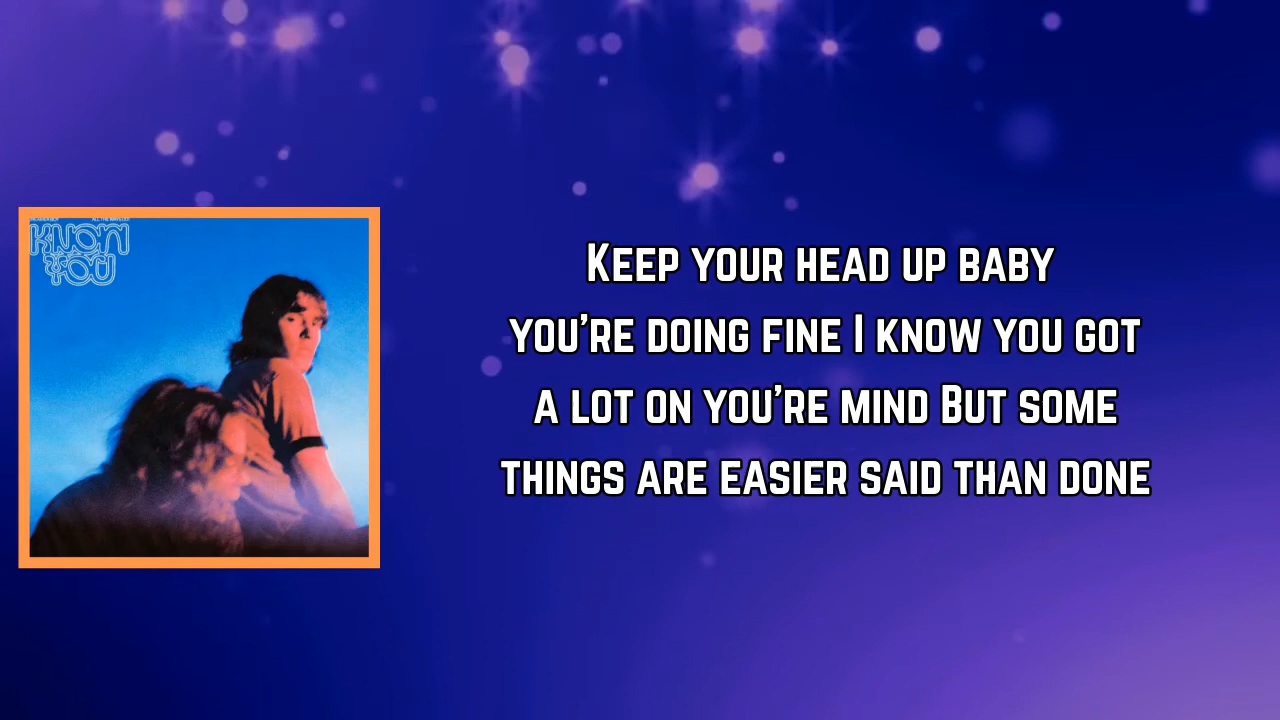 KNOW
YOU
KEEP YOUR HEAD UP BABY
YOU'RE DOING FINE I KNOW YOU GOT
A LOT ON YOU'RE MIND BUT SOME
THINGS ARE EASIER SAID THAN DONE